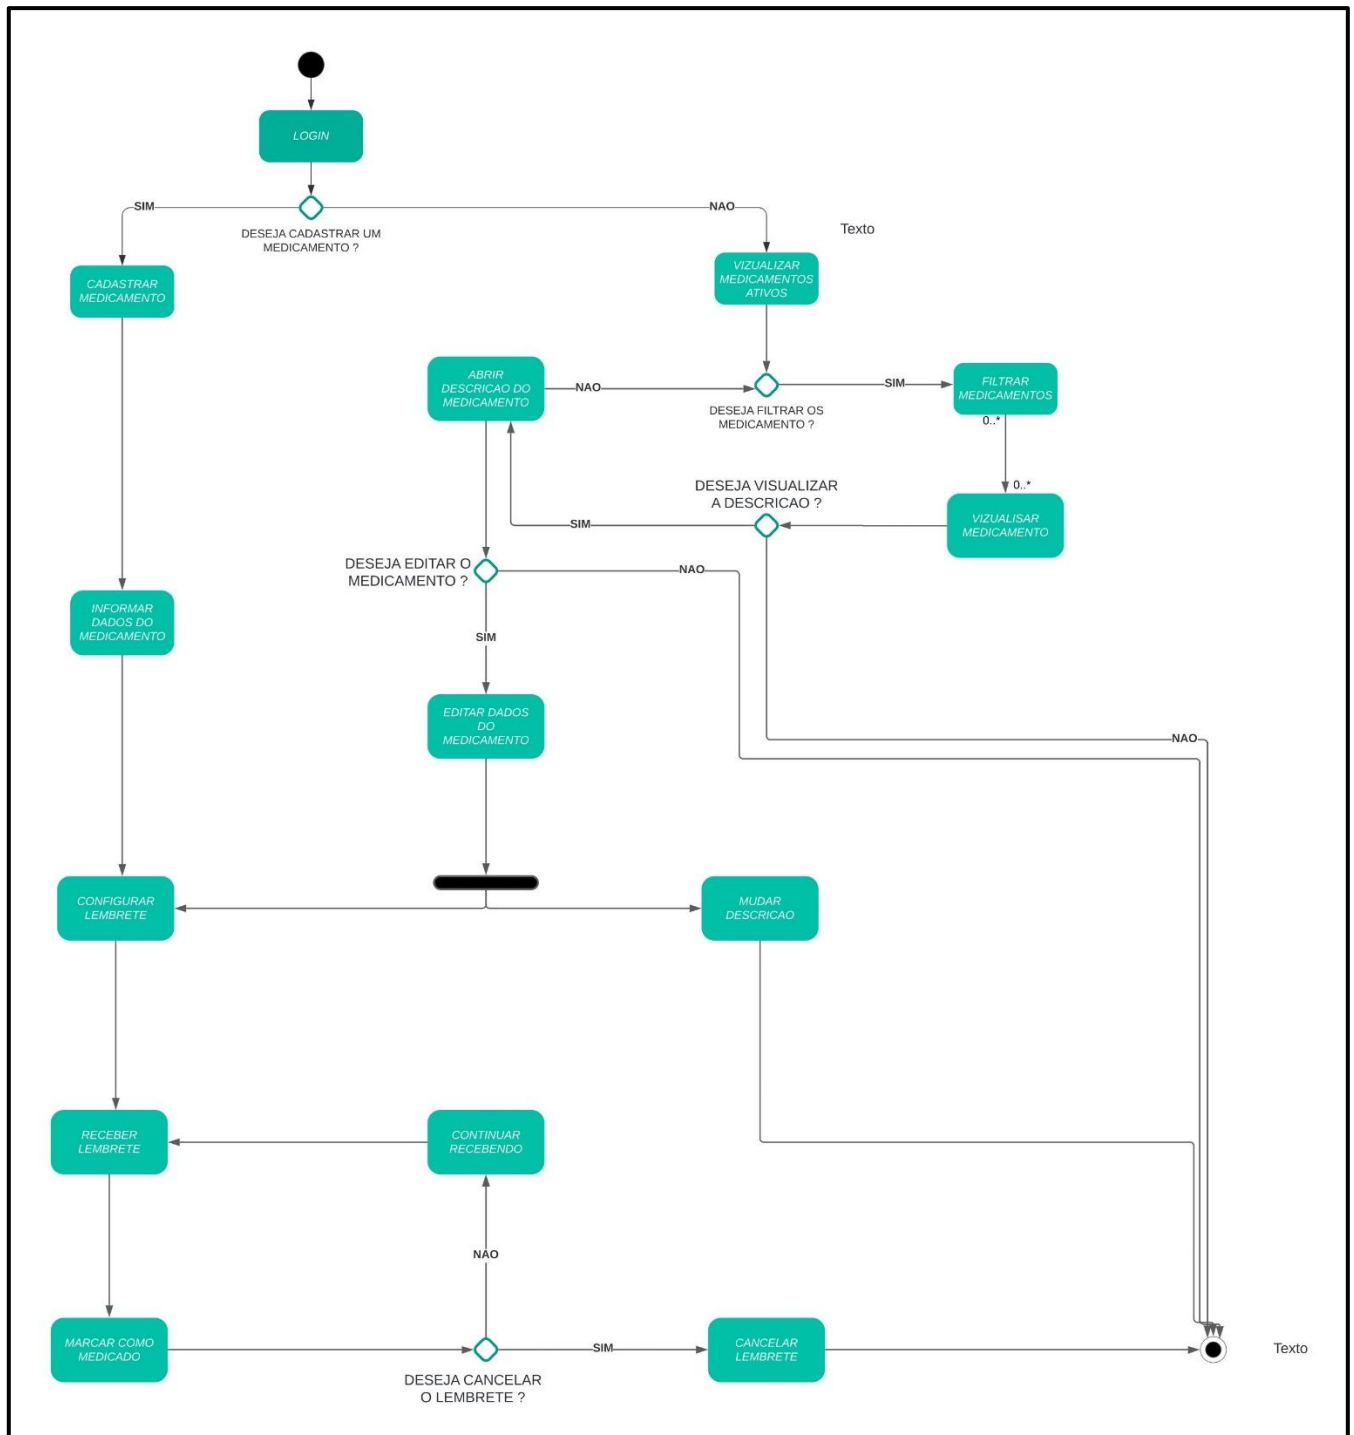 LOGIN
SIM
NAO
DESEJA CADASTRAR UM
MEDICAMENTO ?
Texto
CADASTRAR
MEDICAMENTO
VIZUALIZAR
MEDICAMENTOS
ATIVOS
ABRIR
DESCRICAO DO
MEDICAMENTO
NAO
SIM
FILTRAR
MEDICAMENTOS
DESEJA FILTRAR OS
MEDICAMENTO ?
0..*
0..*
DESEJA VISUALIZAR
A DESCRICAO ?
SIM
VIZUALISAR
MEDICAMENTO
DESEJA EDITAR O
MEDICAMENTO ?
NAO
INFORMAR
DADOS DO
MEDICAMENTO
SIM
EDITAR DADOS
DO
MEDICAMENTO
NAO
CONFIGURAR
LEMBRETE
MUDAR
DESCRICAO
RECEBER
LEMBRETE
CONTINUAR
RECEBENDO
NAO
MARCAR COMO
MEDICADO
SIM
CANCELAR
LEMBRETE
Texto
DESEJA CANCELAR
O LEMBRETE ?